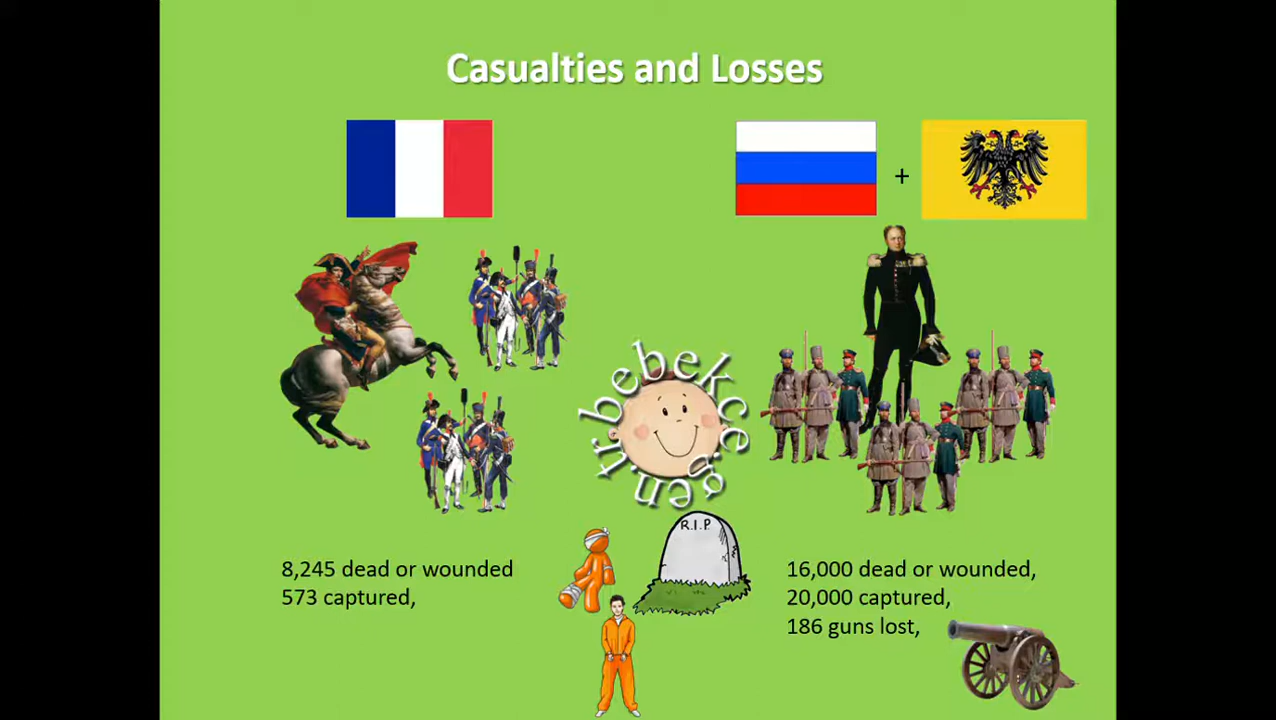 Casualties and Losses
+
bebekce.gen.tr
R.I.P.
8,245 dead or wounded
573 captured,
16,000 dead or wounded,
20,000 captured,
186 guns lost,